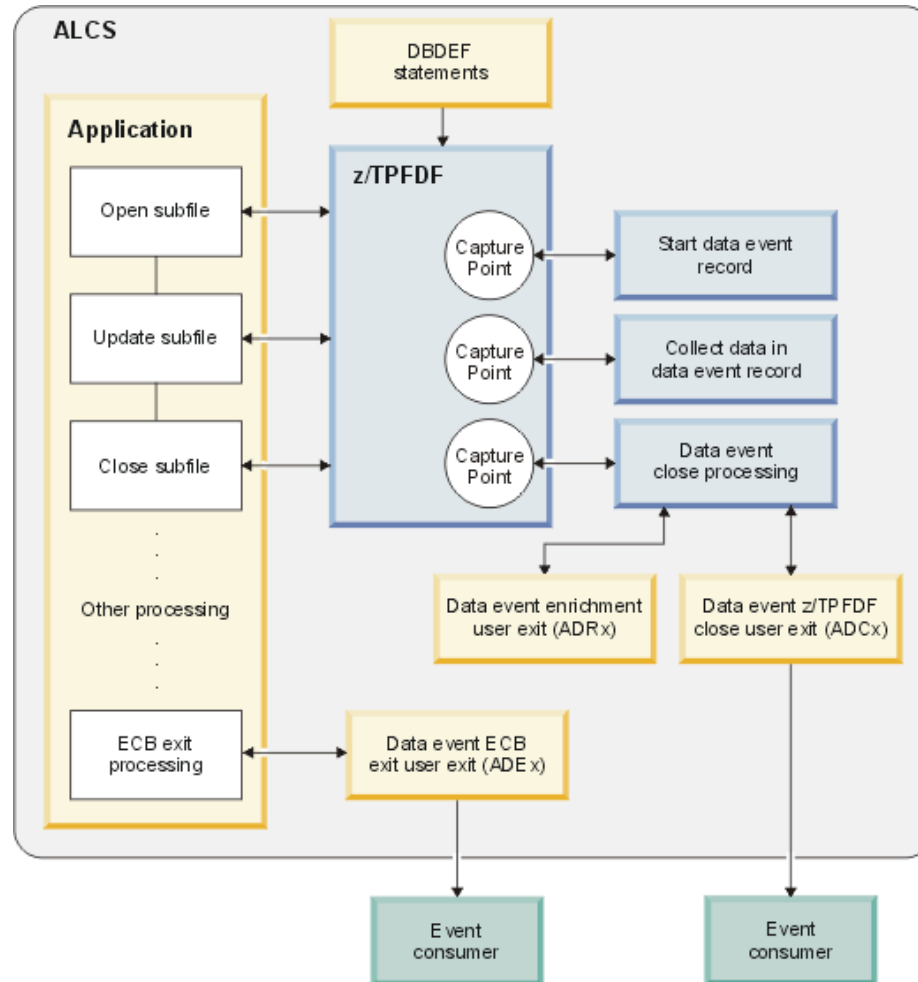 ALCS
DBDEF
statements
Application
z/TPFDF
Open subfile
Capture
Point
Start data event
record
Update subfile
Capture
Point
Collect data in
data event record
Close subfile
Capture
Point
Data event
close processing
Other processing
Data event enrichment
user exit (ADRx)
Data event z/TPFDF
close user exit (ADCx)
ECB exit
processing
Data event ECB
exit user exit (ADEx)
Event
consumer
Event
consumer